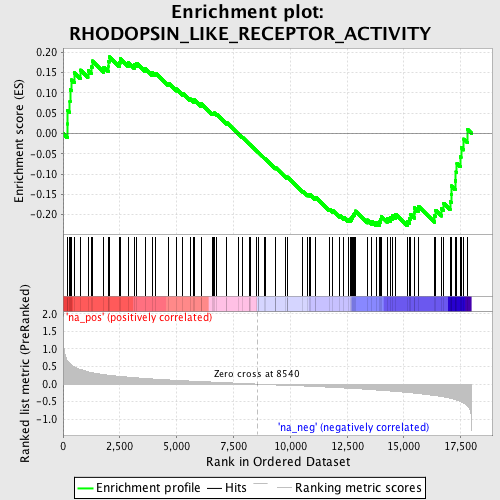 Enrichment plot:
RHODOPSIN_LIKE_RECEPTOR_ACTIVITY
Enrichment score (ES)
0.20
0.15
0.10
0.05
0.00
-0.05
-0.10
-0.15
-0.20
'na_pos' (positively correlated)
Ranked list metric (PreRanked)
2.0
1.5
1.0
0.5
0.0
-0.5
-1.0
Zero cross at 8540
'na_neg' (negatively correlated)
0
2,500
5,000
7,500
10,000
12,500
15,000
17,500
Rank in Ordered Dataset
Enrichment profile
Hits
Ranking metric scores